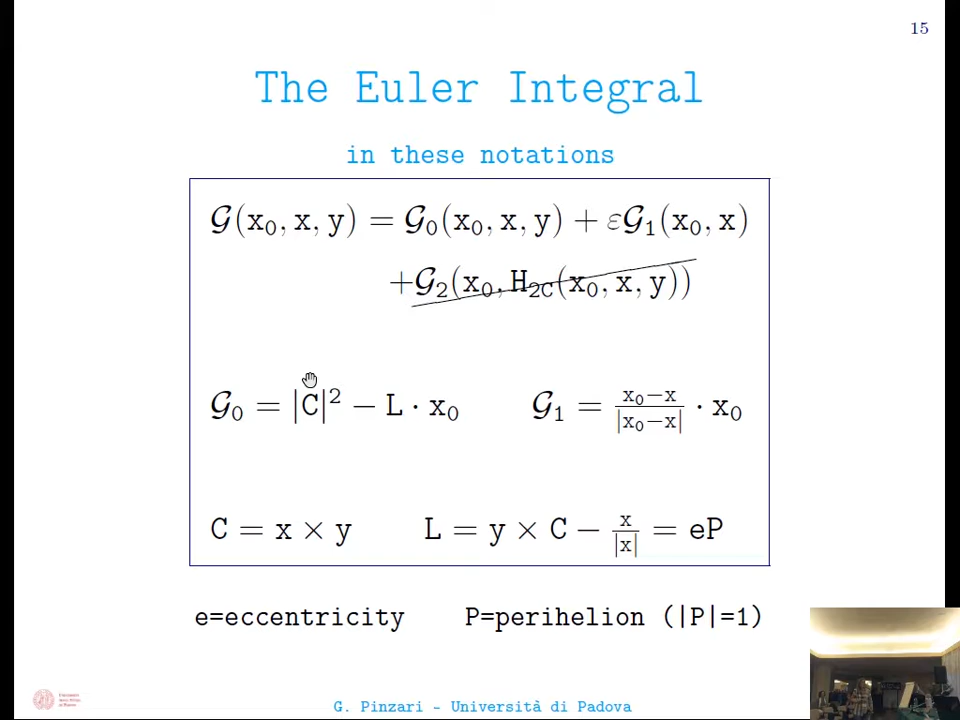 15
The Euler Integral
in these notations
𝒢(x₀, x, y) = 𝒢₀(x₀, x, y) + ε𝒢₁(x₀, x)
+𝒢₂(x₀, H₂C(x₀, x, y))
𝒢₀ = |C|² − L · x₀ 𝒢₁ = (x₀−x)/|x₀−x| · x₀
C = x × y L = y × C − x/|x| = eP
e=eccentricity P=perihelion (|P|=1)
G. Pinzari - Università di Padova